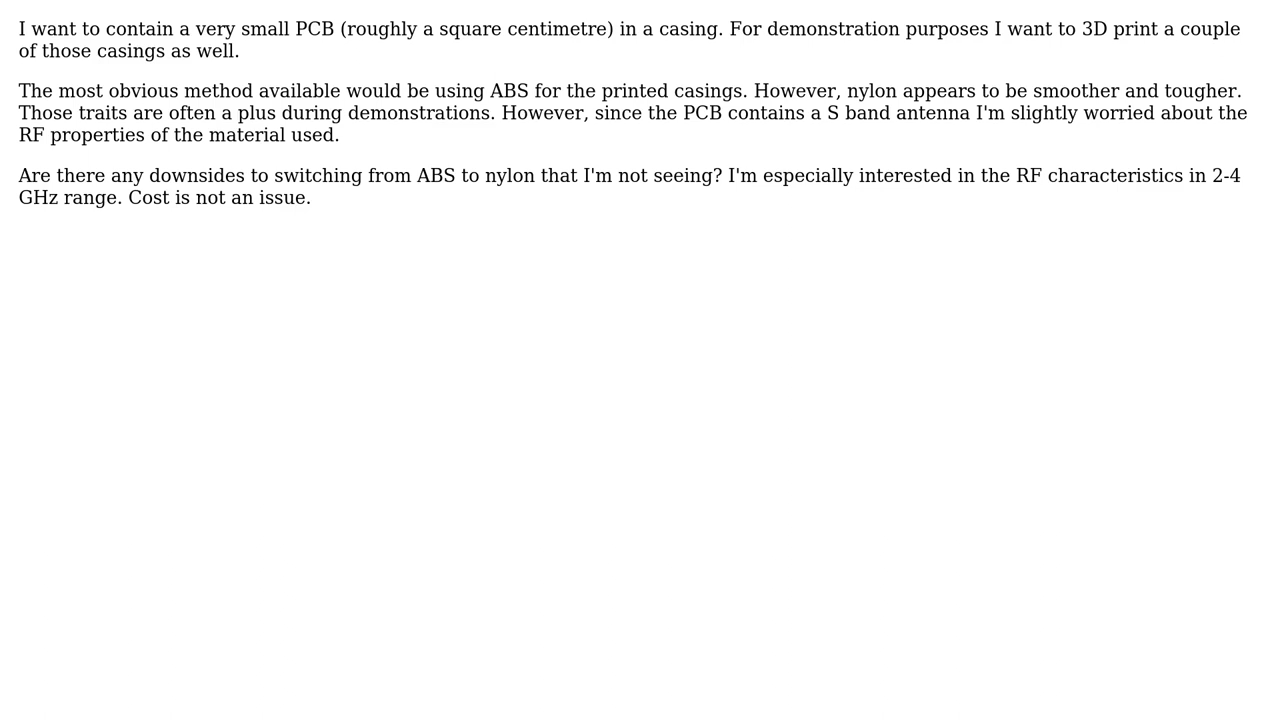 I want to contain a very small PCB (roughly a square centimetre) in a casing. For demonstration purposes I want to 3D print a couple
of those casings as well.
The most obvious method available would be using ABS for the printed casings. However, nylon appears to be smoother and tougher.
Those traits are often a plus during demonstrations. However, since the PCB contains a S band antenna I'm slightly worried about the
RF properties of the material used.
Are there any downsides to switching from ABS to nylon that I'm not seeing? I'm especially interested in the RF characteristics in 2-4
GHz range. Cost is not an issue.